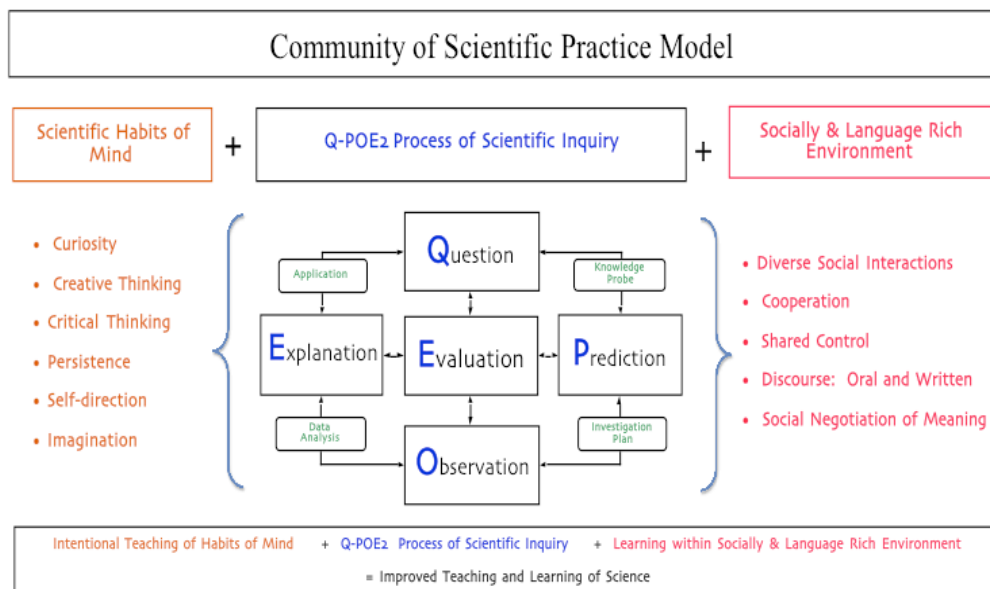 Community of Scientific Practice Model
Scientific Habits of
Mind
+
Q-POE2 Process of Scientific Inquiry
+
Socially & Language Rich
Environment
• Curiosity
• Creative Thinking
• Critical Thinking
• Persistence
• Self-direction
• Imagination
Question
Application
Knowledge
Probe
Explanation
Evaluation
Prediction
Data
Analysis
Investigation
Plan
Observation
• Diverse Social Interactions
• Cooperation
• Shared Control
• Discourse: Oral and Written
• Social Negotiation of Meaning
Intentional Teaching of Habits of Mind + Q-POE2 Process of Scientific Inquiry + Learning within Socially & Language Rich Environment
= Improved Teaching and Learning of Science